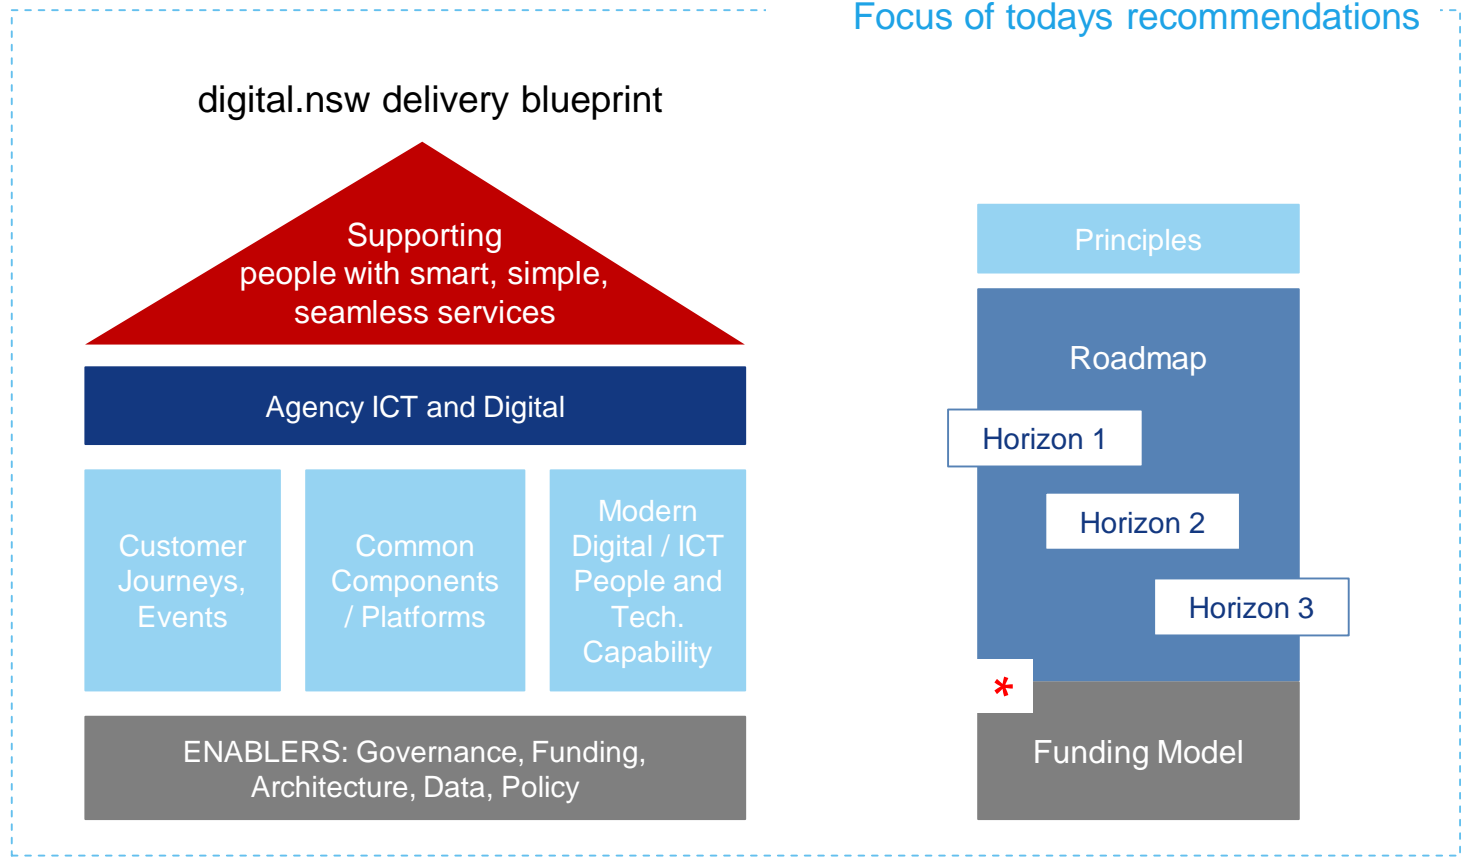 Focus of todays recommendations
digital.nsw delivery blueprint
Supporting
people with smart, simple,
seamless services
Agency ICT and Digital
Customer
Journeys,
Events
Common
Components
/ Platforms
Modern
Digital / ICT
People and
Tech.
Capability
ENABLERS: Governance, Funding,
Architecture, Data, Policy
Principles
Roadmap
Horizon 1
Horizon 2
Horizon 3
*
Funding Model